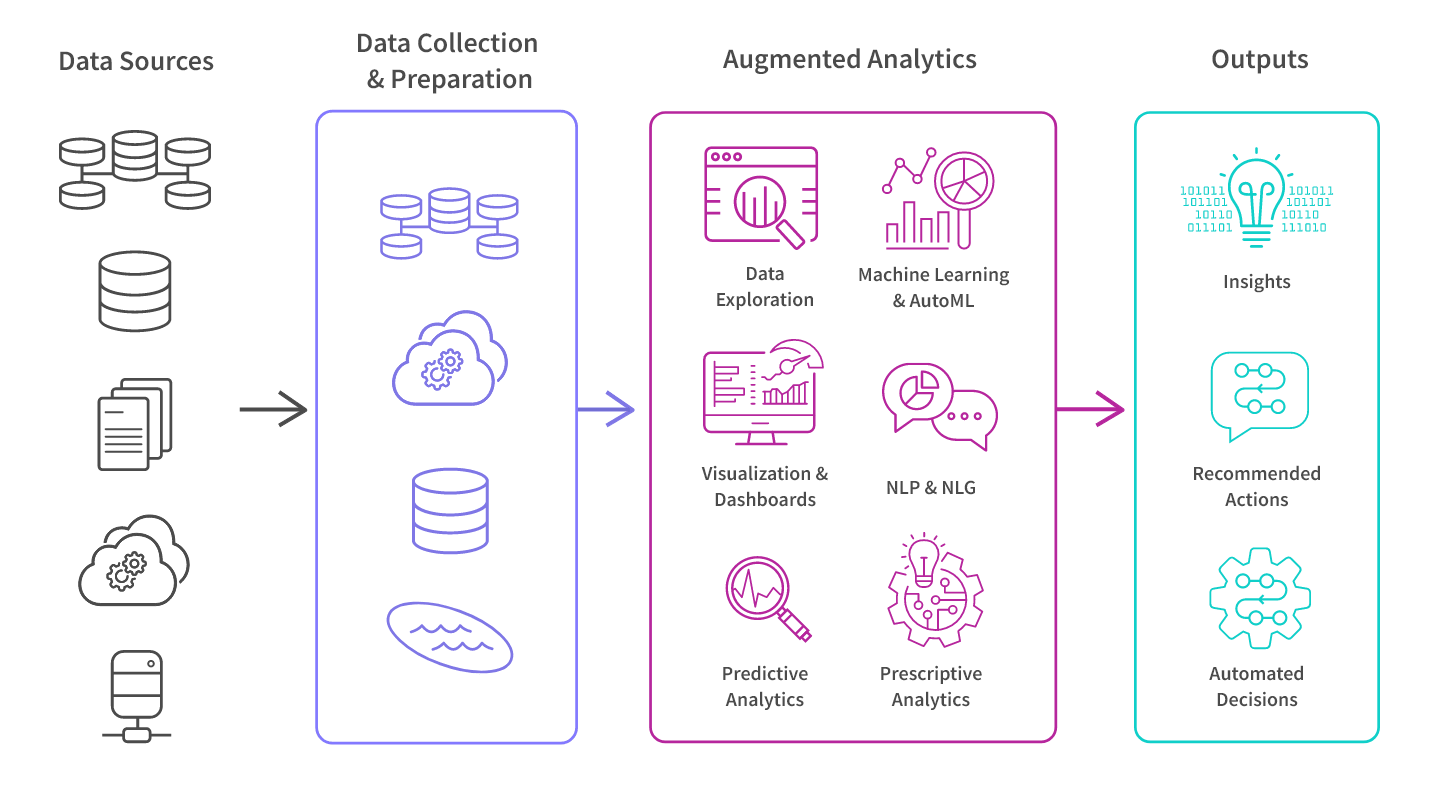 Data Sources
Data Collection
& Preparation
Augmented Analytics
Outputs
Data
Exploration
Machine Learning
& AutoML
Visualization &
Dashboards
NLP & NLG
Predictive
Analytics
Prescriptive
Analytics
101011
101101
10110
011101
101011
101101
10110
111010
Insights
Recommended
Actions
Automated
Decisions